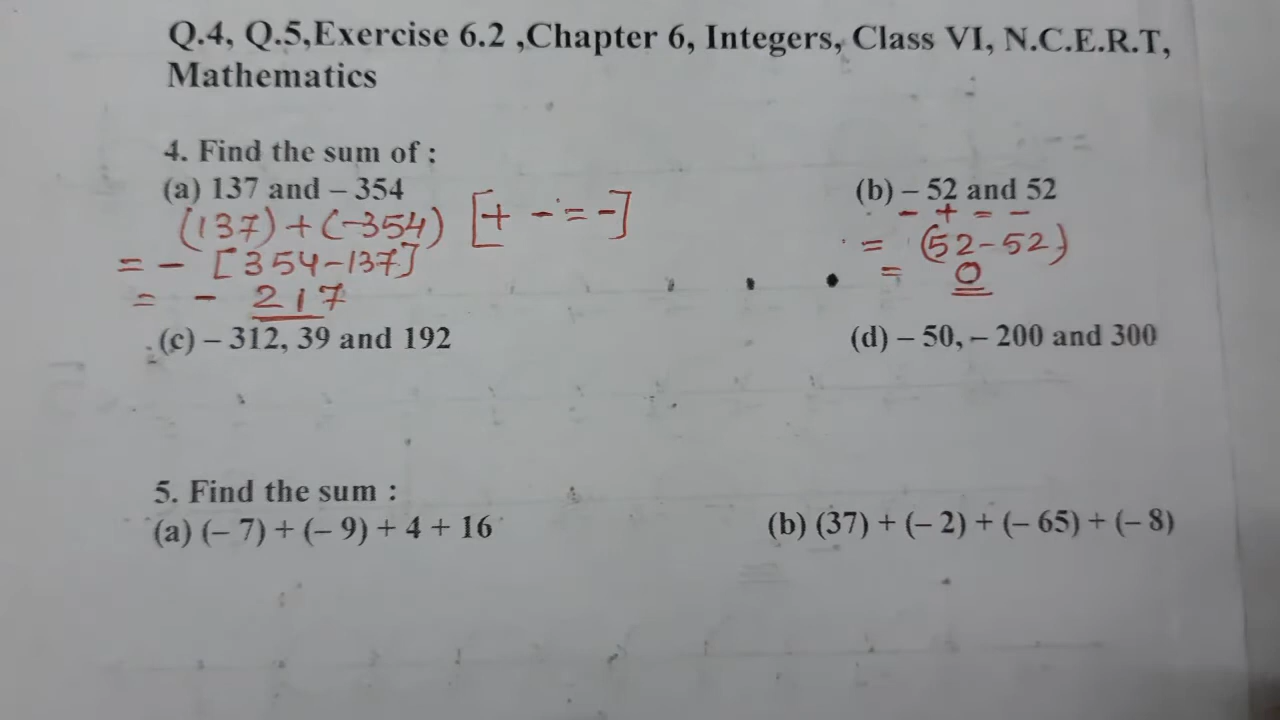 Q.4, Q.5,Exercise 6.2 ,Chapter 6, Integers, Class VI, N.C.E.R.T,
Mathematics
4. Find the sum of :
(a) 137 and – 354
(137) + (-354) [+ - = -]
= - [354-137]
= - 217
(b) – 52 and 52
- + = -
= (52-52)
= 0
(c) – 312, 39 and 192
(d) – 50, – 200 and 300
5. Find the sum :
(a) (– 7) + (– 9) + 4 + 16
(b) (37) + (– 2) + (– 65) + (– 8)